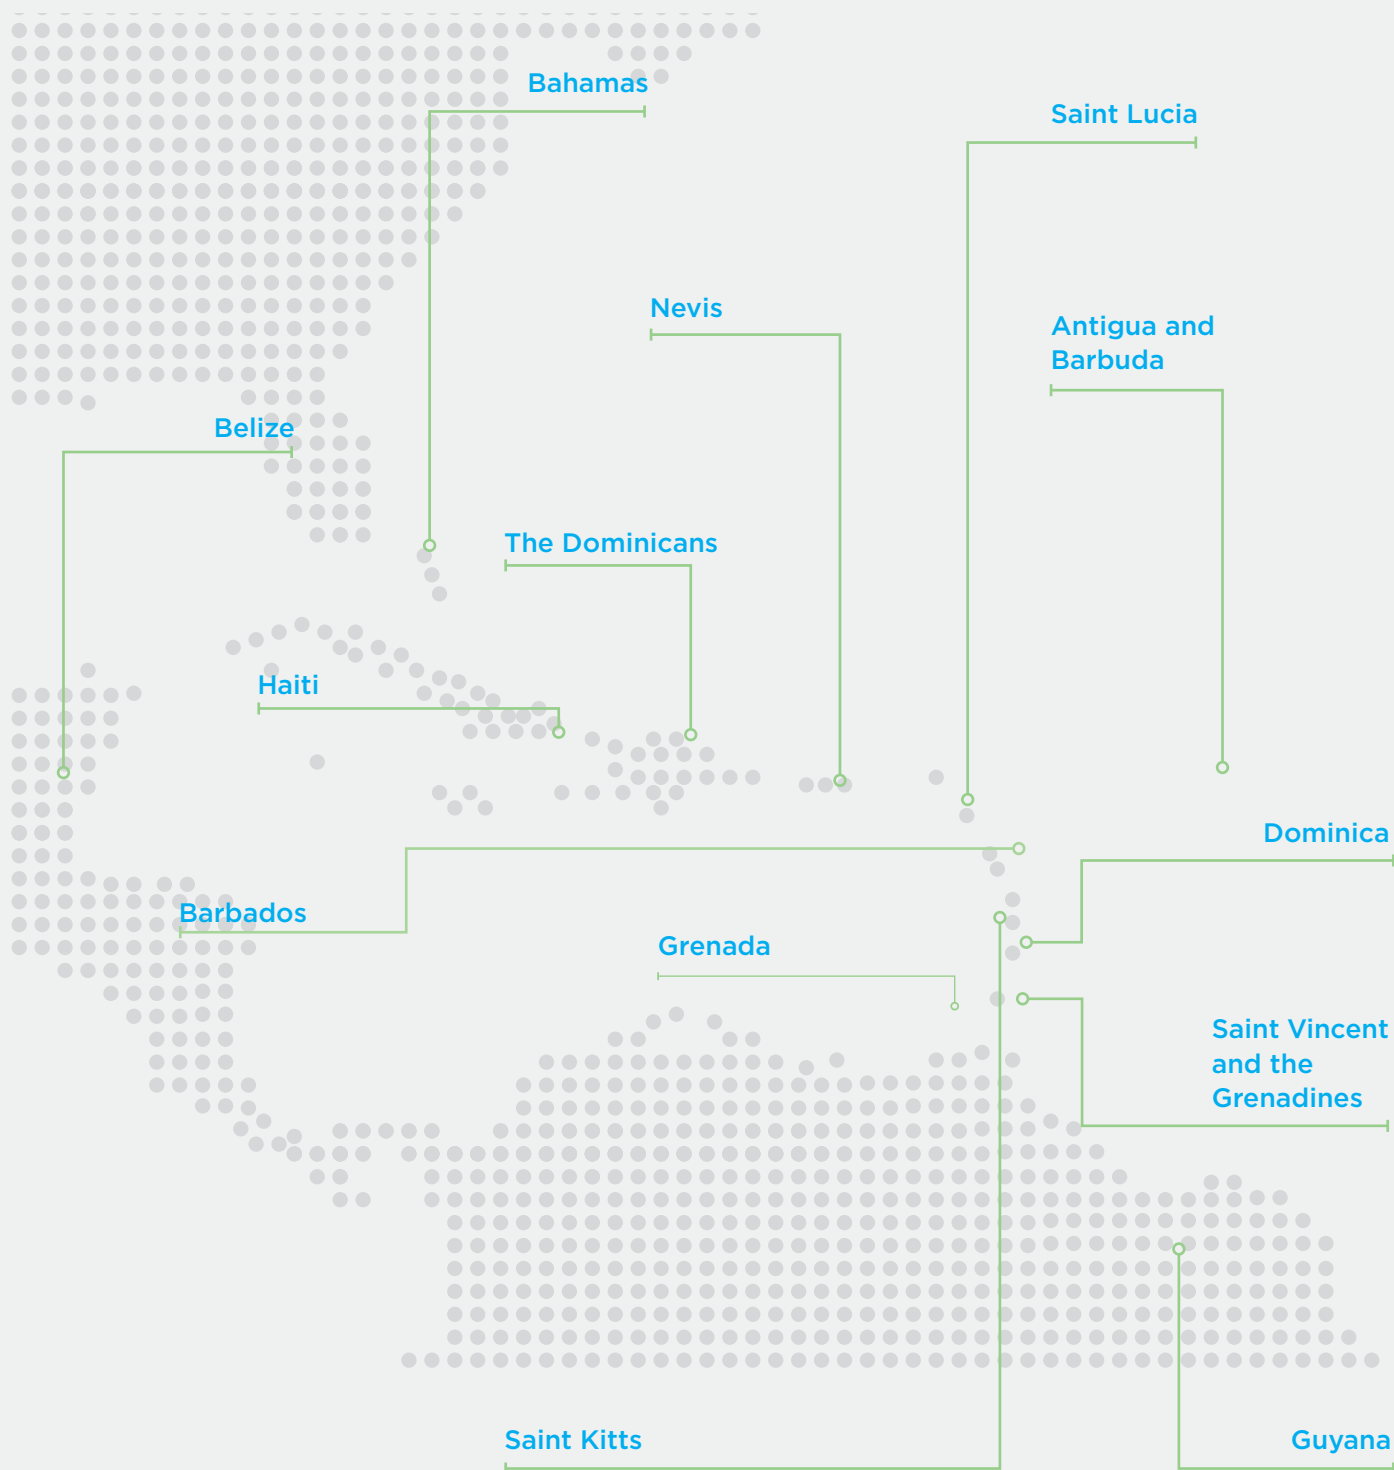 Bahamas
Saint Lucia
Nevis
Antigua and
Barbuda
Belize
The Dominicans
Haiti
Dominica
Barbados
Grenada
Saint Vincent
and the
Grenadines
Saint Kitts
Guyana